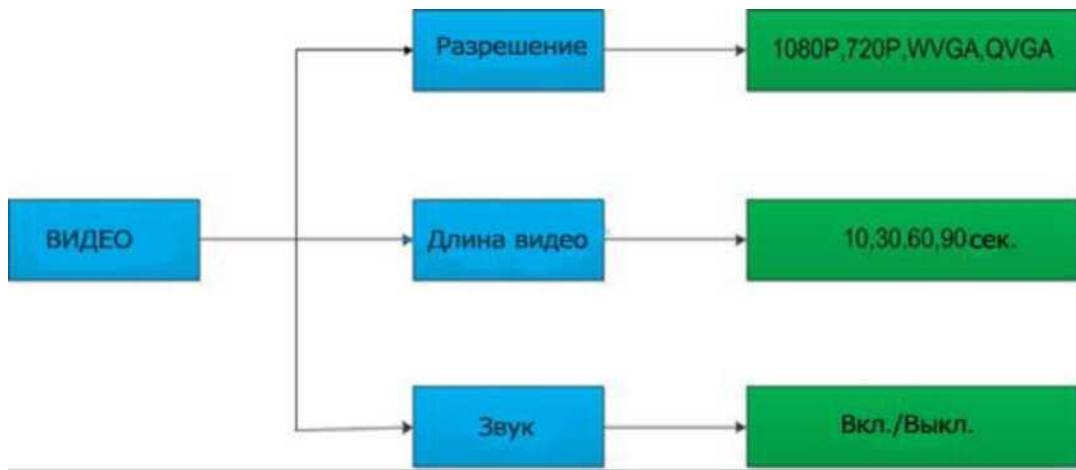 Разрешение
1080P,720P,WVGA,QVGA
ВИДЕО
Длина видео
10,30,60,90сек.
Звук
Вкл./Выкл.